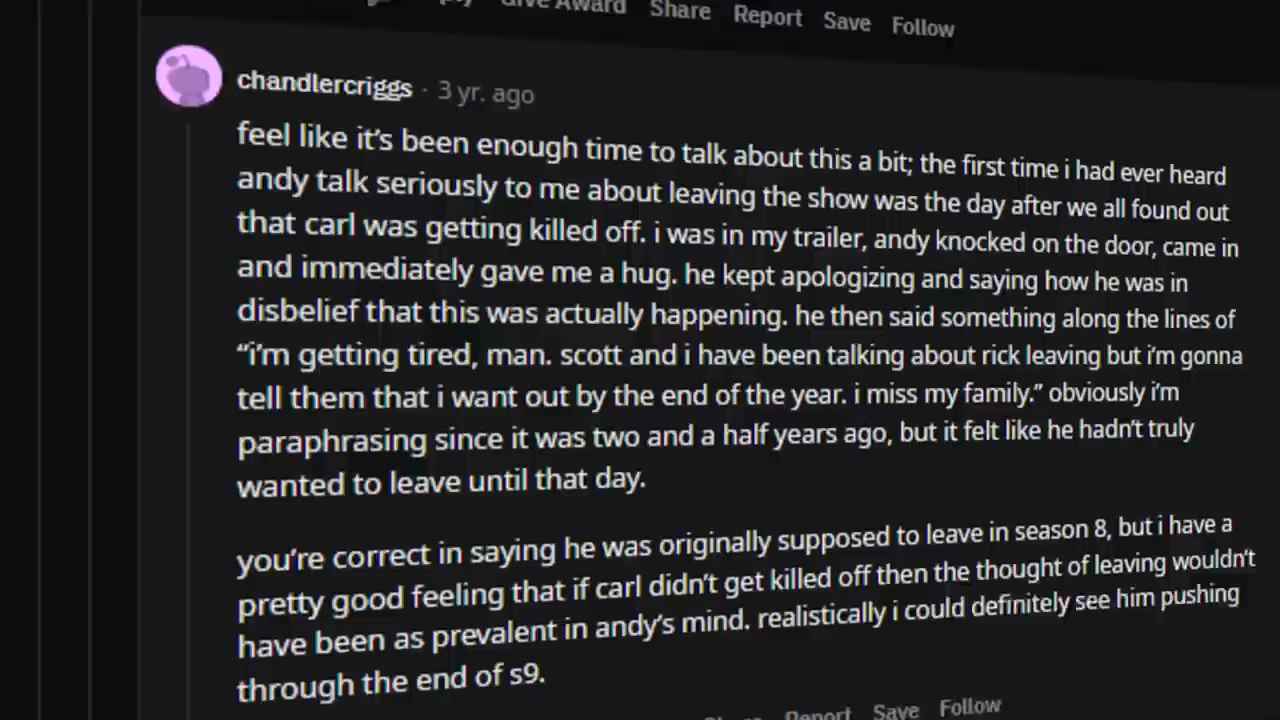 Give Award Share Report Save Follow
chandlercriggs · 3 yr. ago
feel like it's been enough time to talk about this a bit; the first time i had ever heard
andy talk seriously to me about leaving the show was the day after we all found out
that carl was getting killed off. i was in my trailer, andy knocked on the door, came in
and immediately gave me a hug. he kept apologizing and saying how he was in
disbelief that this was actually happening. he then said something along the lines of
“i’m getting tired, man. scott and i have been talking about rick leaving but i’m gonna
tell them that i want out by the end of the year. i miss my family.” obviously i’m
paraphrasing since it was two and a half years ago, but it felt like he hadn’t truly
wanted to leave until that day.
you’re correct in saying he was originally supposed to leave in season 8, but i have a
pretty good feeling that if carl didn’t get killed off then the thought of leaving wouldn’t
have been as prevalent in andy’s mind. realistically i could definitely see him pushing
through the end of s9.
Share Report Save Follow